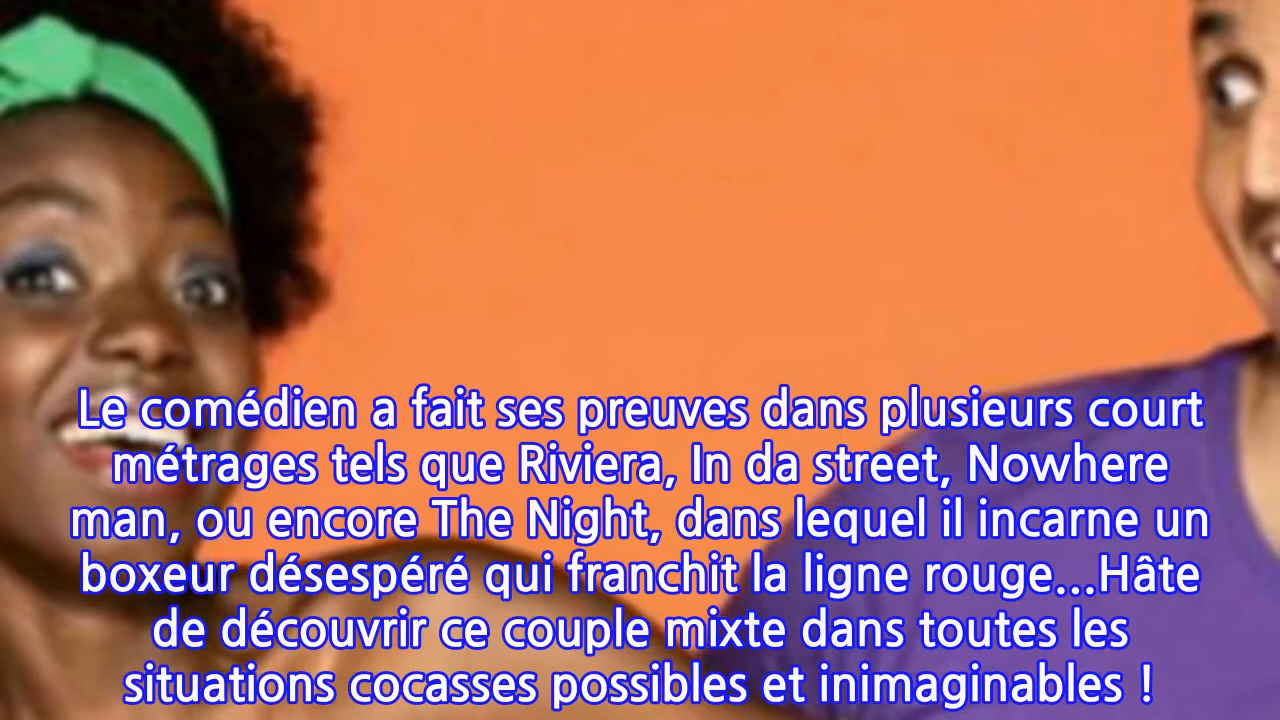 Le comédien a fait ses preuves dans plusieurs court
métrages tels que Riviera, In da street, Nowhere
man, ou encore The Night, dans lequel il incarne un
boxeur désespéré qui franchit la ligne rouge...Hâte
de découvrir ce couple mixte dans toutes les
situations cocasses possibles et inimaginables !